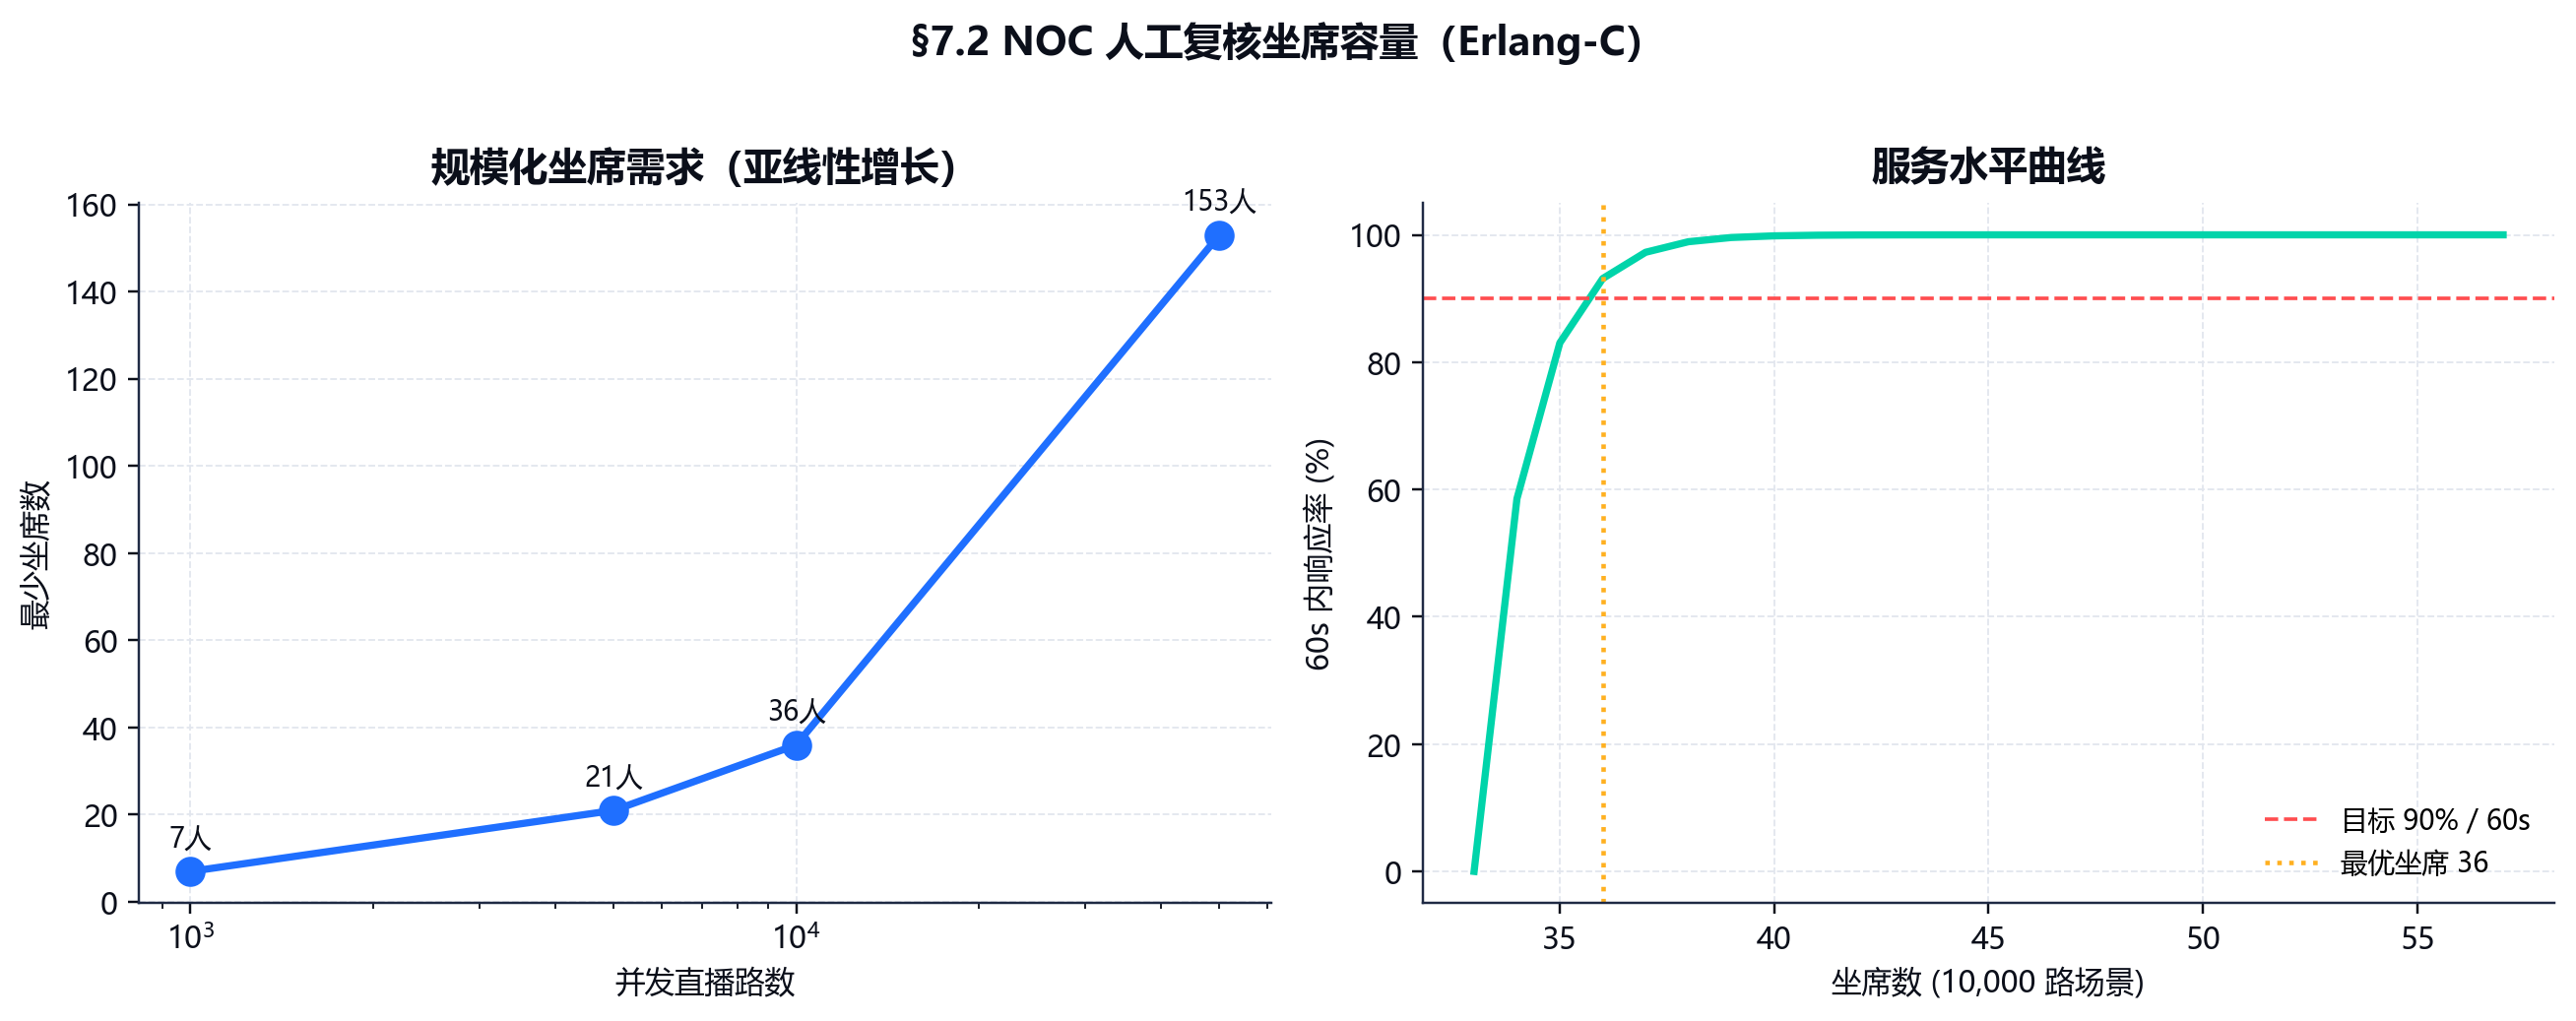 §7.2 NOC 人工复核坐席容量（Erlang-C）
规模化坐席需求（亚线性增长）
160
140
120
100
80
60
40
20
0
最少坐席数
7人
21人
36人
153人
10³
10⁴
并发直播路数
服务水平曲线
100
80
60
40
20
0
60s 内响应率 (%)
目标 90% / 60s
最优坐席 36
35
40
45
50
55
坐席数 (10,000 路场景)